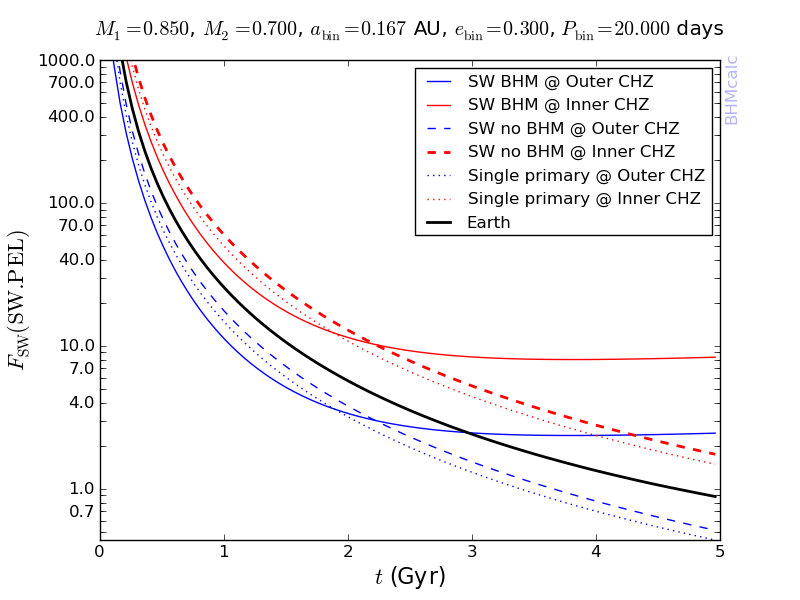 M₁ =0.850, M₂ =0.700, a_bin=0.167 AU, e_bin=0.300, P_bin=20.000 days
BHMcalc
SW BHM @ Outer CHZ
SW BHM @ Inner CHZ
SW no BHM @ Outer CHZ
SW no BHM @ Inner CHZ
Single primary @ Outer CHZ
Single primary @ Inner CHZ
Earth
F_SW(SW.PEL)
1000.0
700.0
400.0
100.0
70.0
40.0
10.0
7.0
4.0
1.0
0.7
0 1 2 3 4 5
t (Gyr)